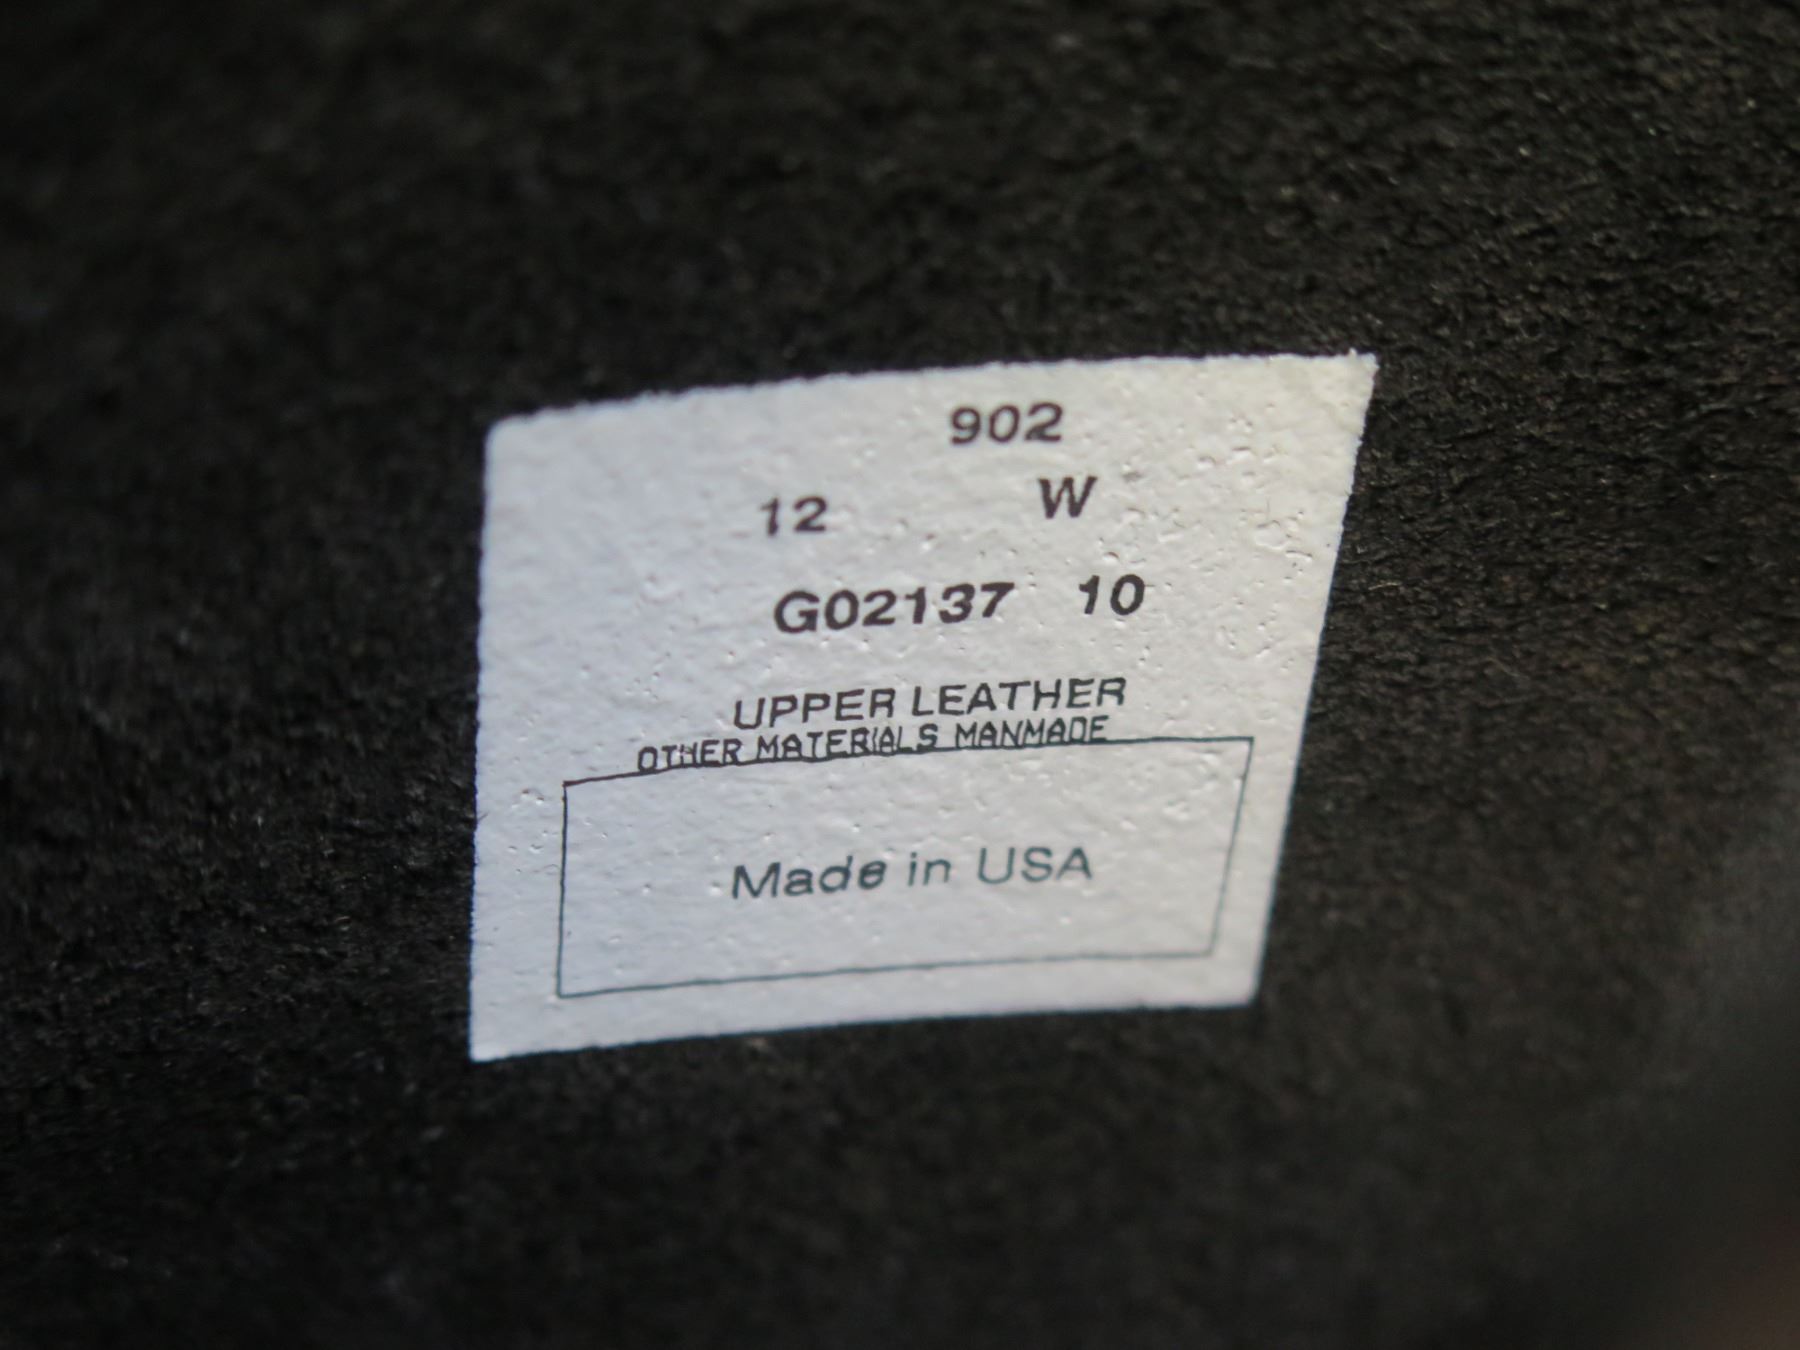 902
12 W
G02137 10
UPPER LEATHER
OTHER MATERIALS MANMADE
Made in USA